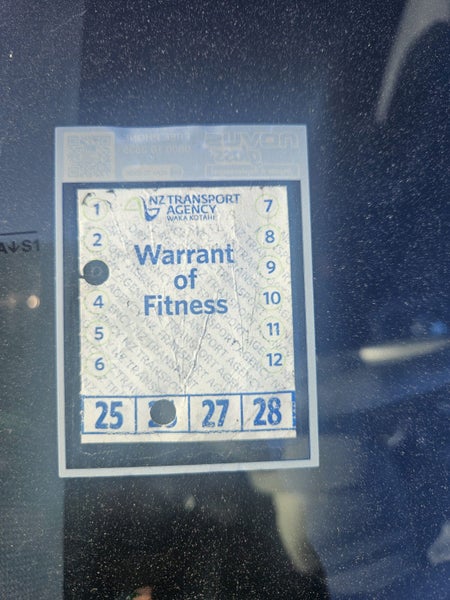 NZ TRANSPORT
AGENCY
WAKA KOTAHI
1
7
2
8
9
4
10
5
11
6
12
Warrant
of
Fitness
25
27
28
A↓S1